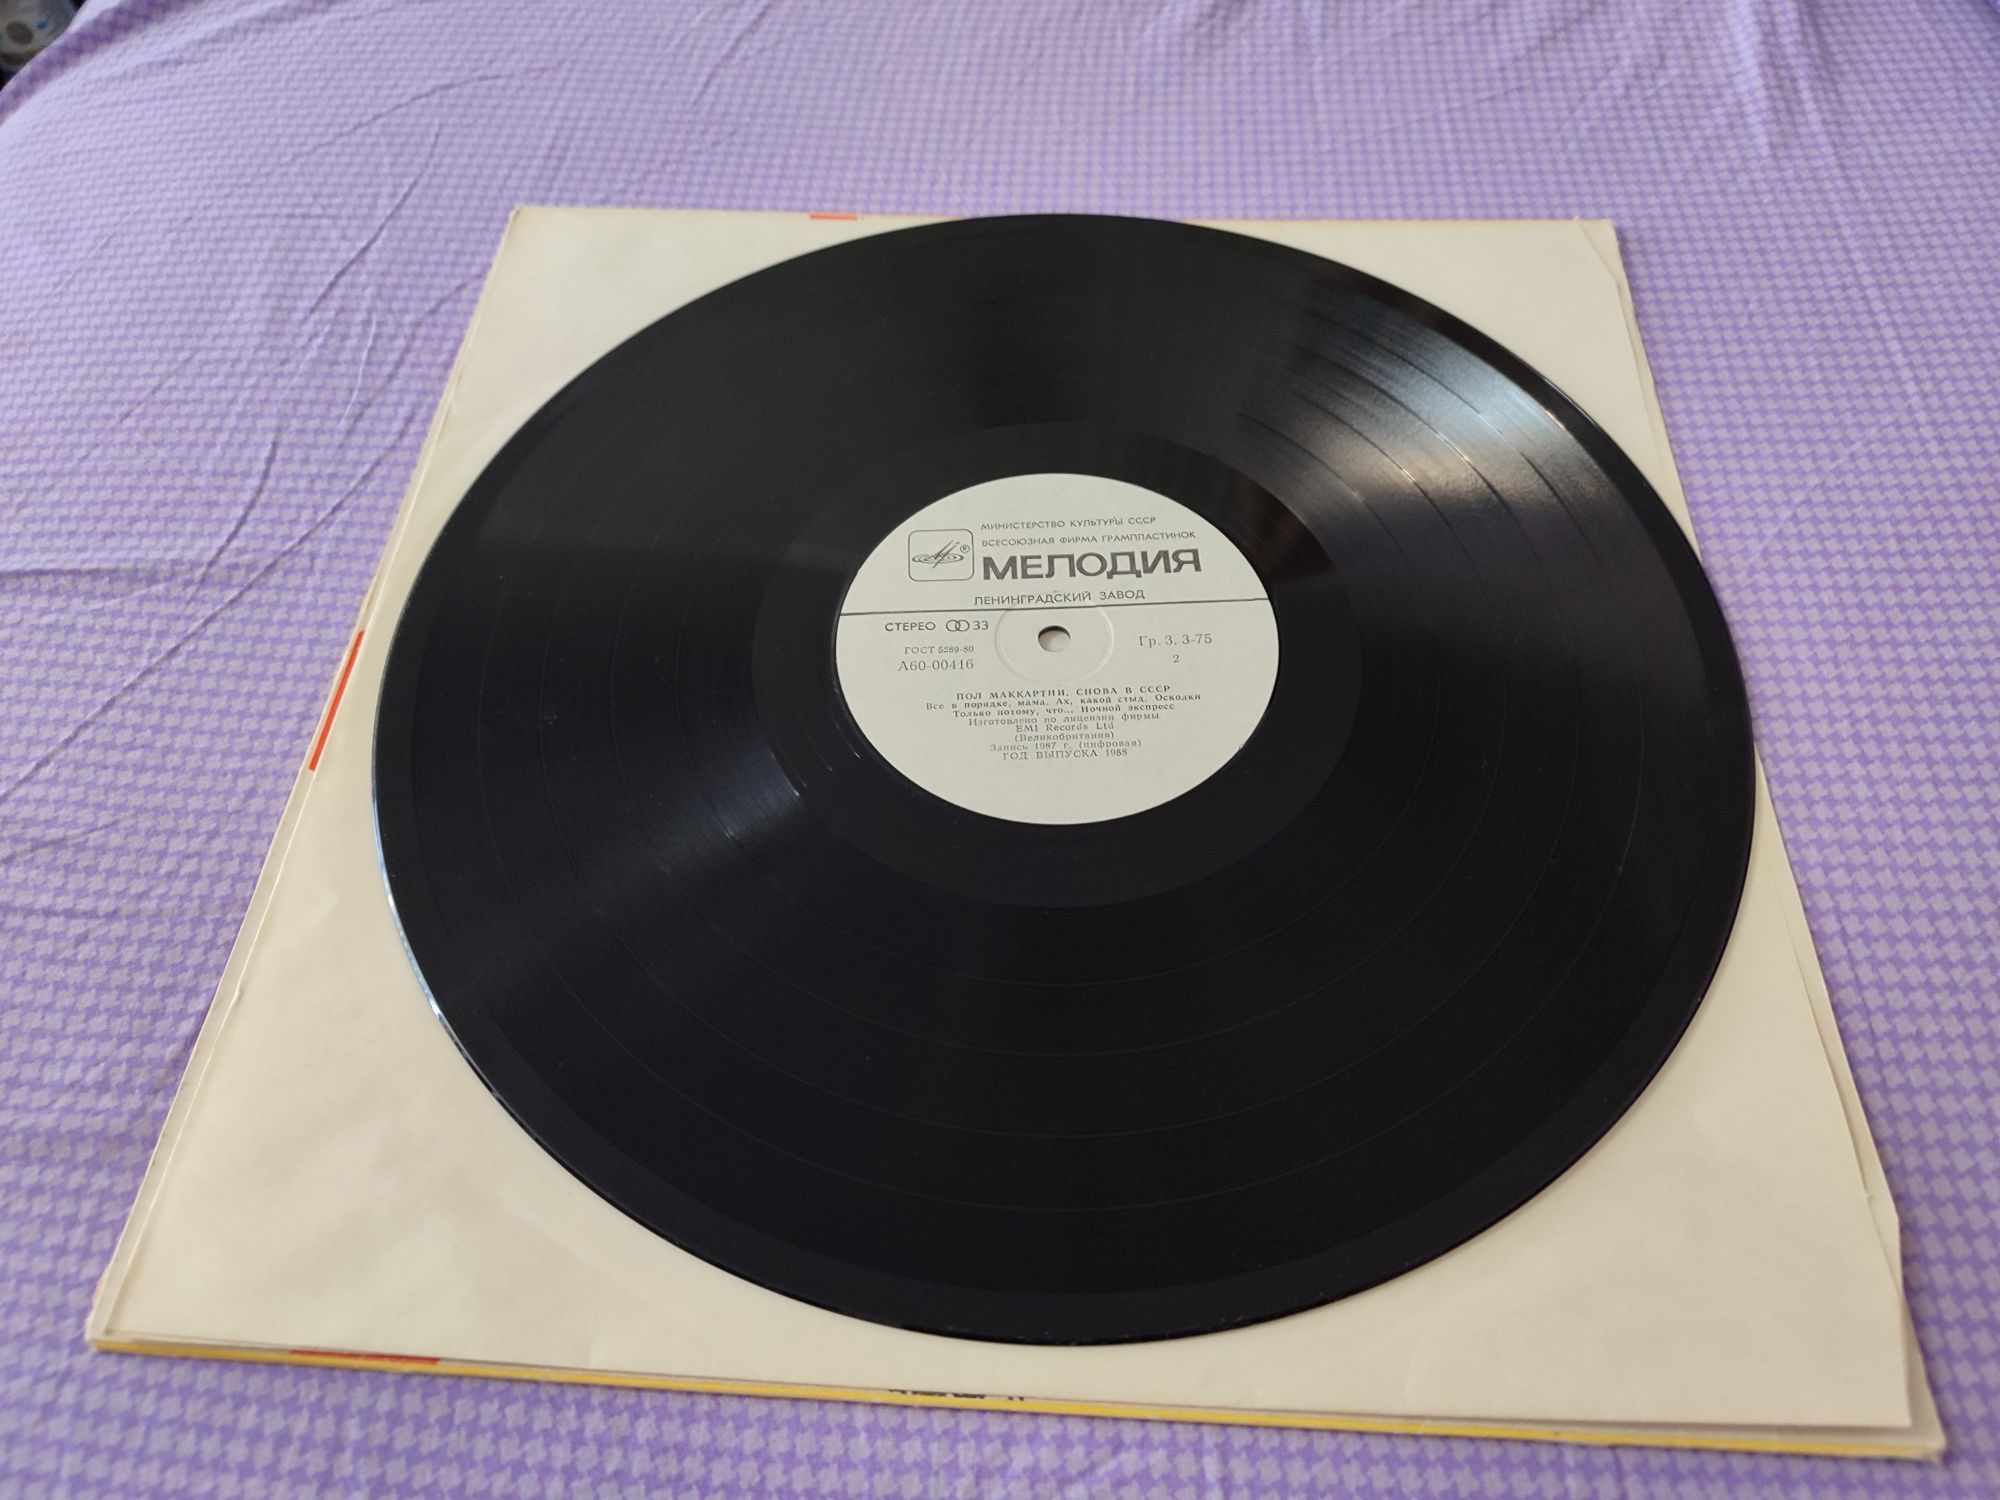 МИНИСТЕРСТВО КУЛЬТУРЫ СССР
ВСЕСОЮЗНАЯ ФИРМА ГРАМПЛАСТИНОК
МЕЛОДИЯ
®
ЛЕНИНГРАДСКИЙ ЗАВОД
СТЕРЕО 33
ГОСТ 5289-80
А60-00416
Гр. 3. 3-75
2
ПОЛ МАККАРТНИ, СНОВА В СССР
Все в порядке, мама. Ах, какой стыд. Осколки
Только потому, что... Ночной экспресс
Изготовлено по лицензии фирмы
EMI Records Ltd
(Великобритания)
Запись 1987 г. (цифровая)
ГОД ВЫПУСКА 1988